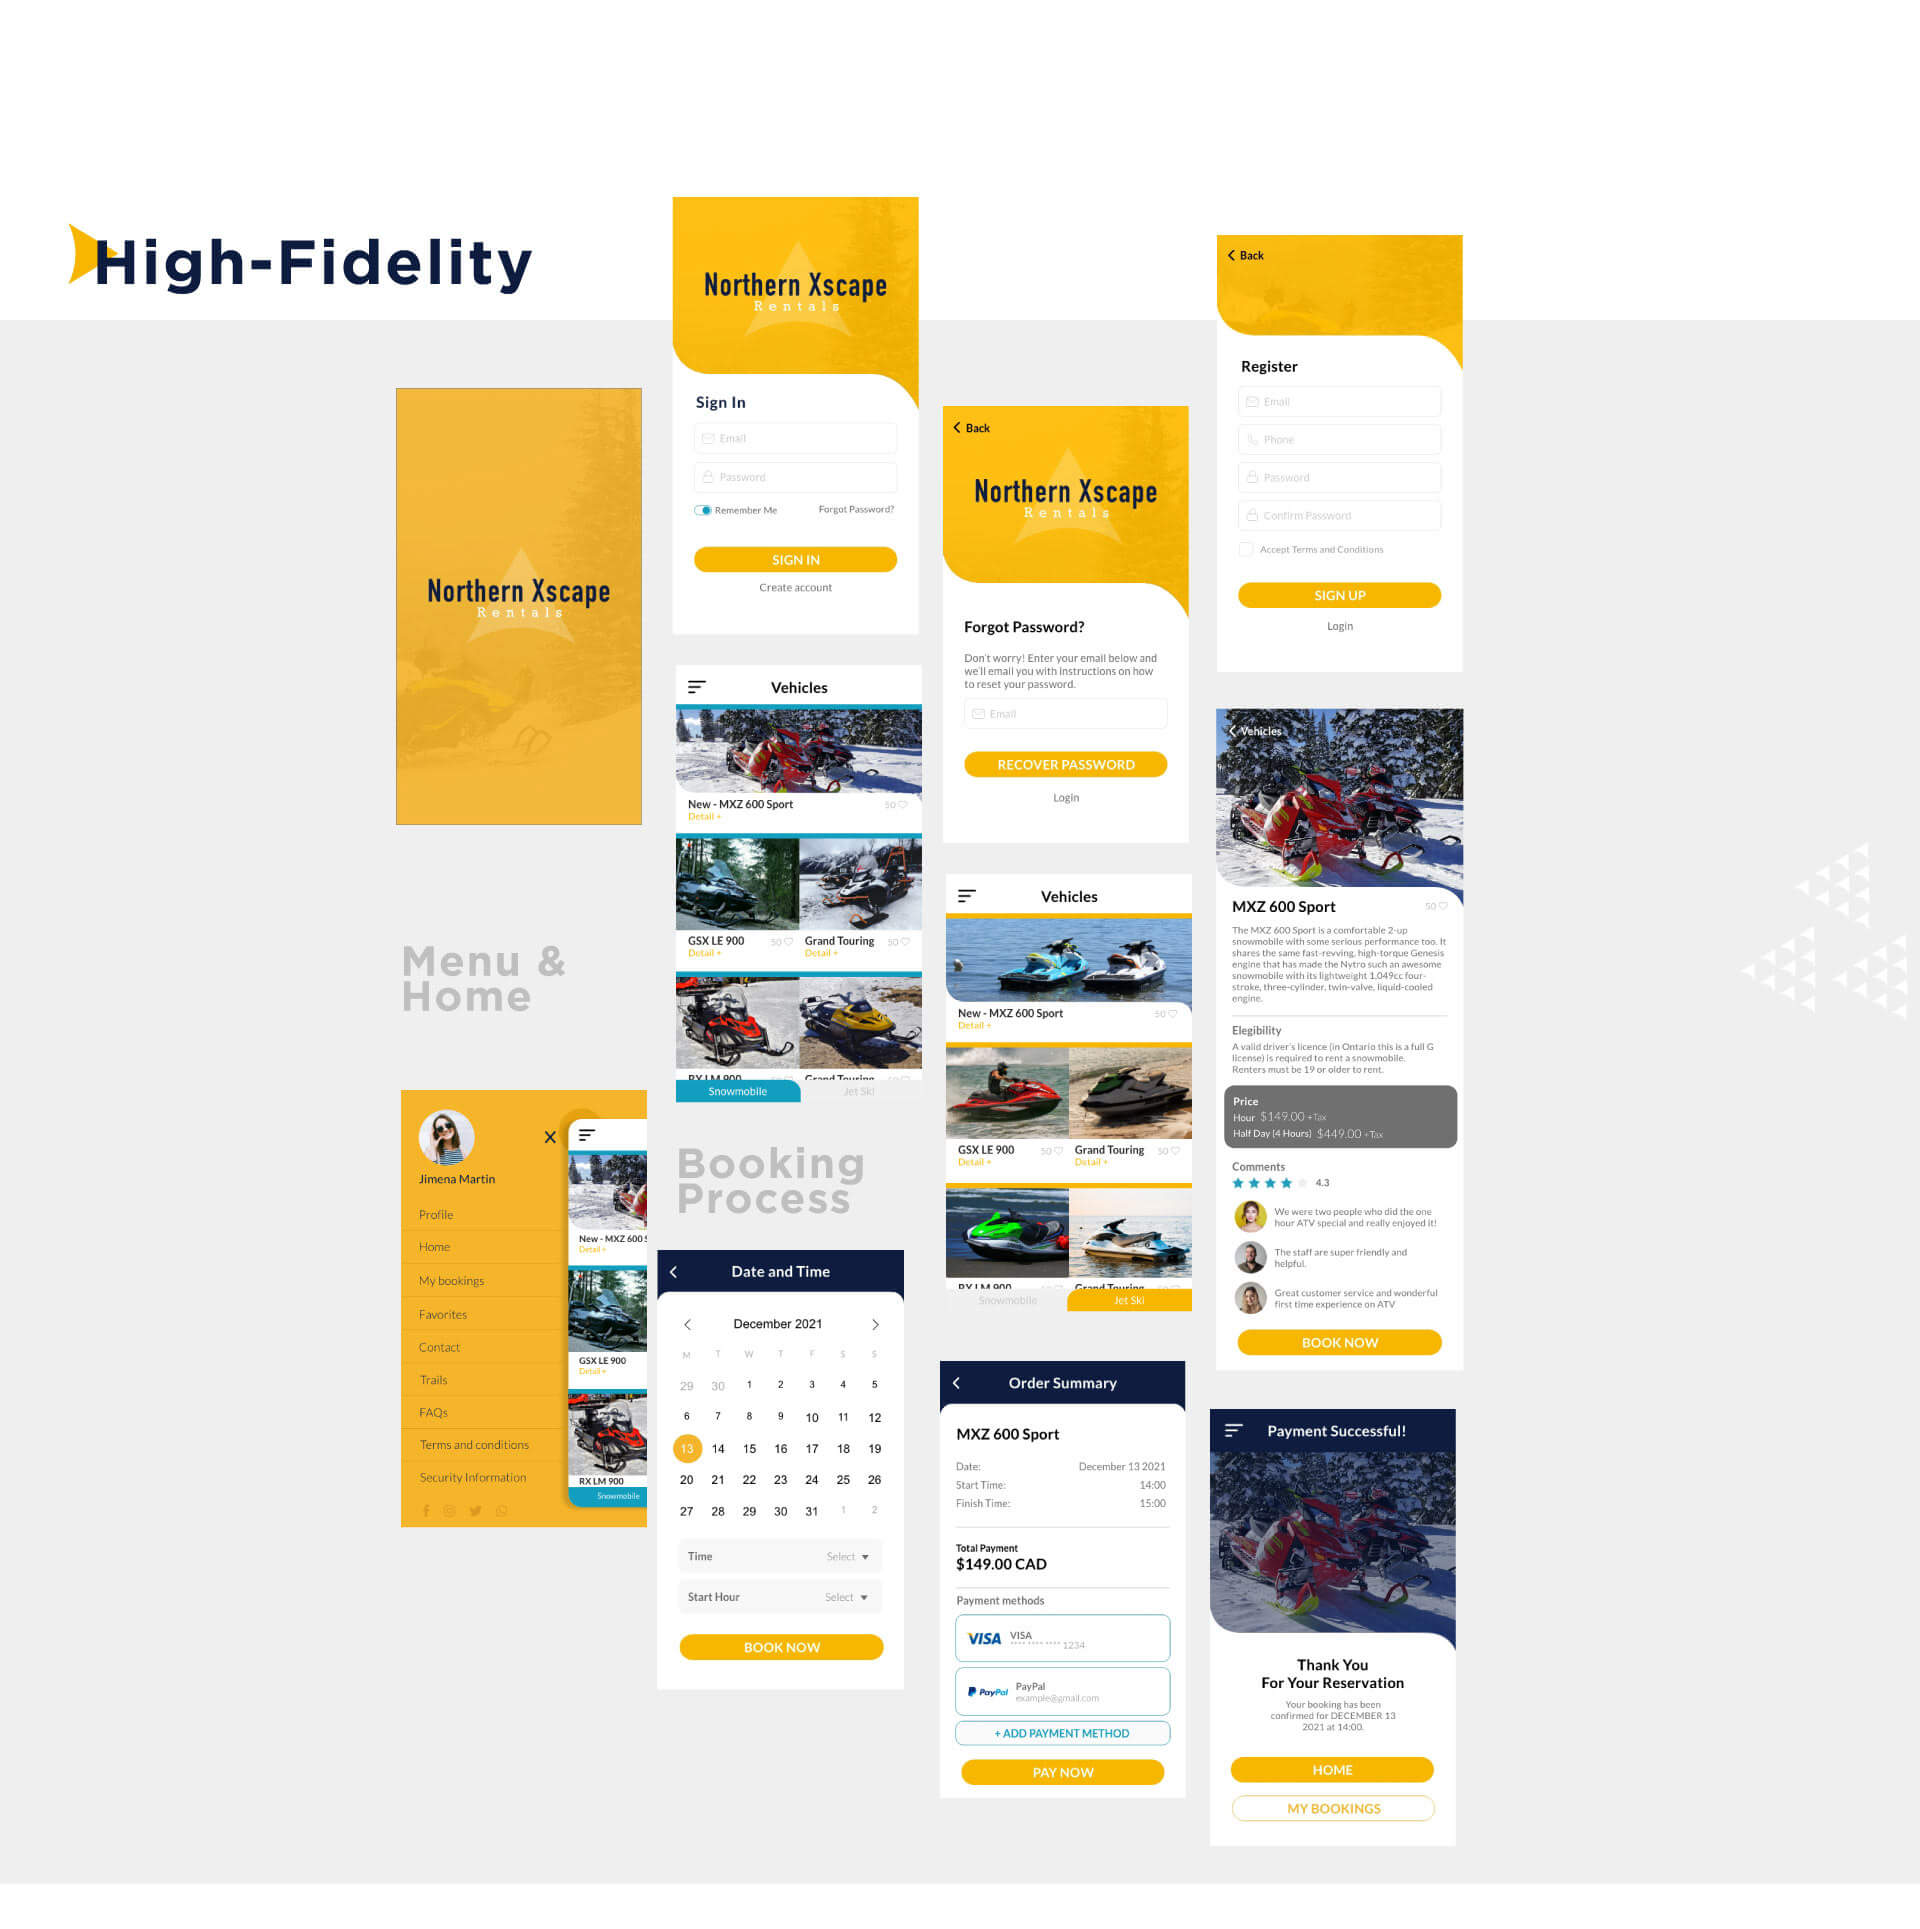 High-Fidelity
Northern Xscape
Rentals
Sign In
Email
Password
Remember Me
Forgot Password?
SIGN IN
Create account
Back
Northern Xscape
Rentals
Forgot Password?
Don't worry! Enter your email below and
we'll email you with instructions on how
to reset your password.
Email
RECOVER PASSWORD
Login
Back
Register
Email
Phone
Password
Confirm Password
Accept Terms and Conditions
SIGN UP
Login
Northern Xscape
Rentals
Menu &
Home
Vehicles
New - MXZ 600 Sport
50
Detail +
GSX LE 900
50
Detail +
Grand Touring
50
Detail +
RX LM 900
Grand Touring
Snowmobile
Jet Ski
Vehicles
New - MXZ 600 Sport
50
Detail +
GSX LE 900
50
Detail +
Grand Touring
50
Detail +
RX LM 900
Grand Touring
Snowmobile
Jet Ski
Vehicles
MXZ 600 Sport
50
The MXZ 600 Sport is a comfortable 2-up
snowmobile with some serious performance too. It
shares the same fast-revving, high-torque Genesis
engine that has made the Nytro such an awesome
snowmobile with its lightweight 1,049cc four-
stroke, three-cylinder, twin-valve, liquid-cooled
engine.
Elegibility
A valid driver's licence (in Ontario this is a full G
license) is required to rent a snowmobile.
Renters must be 19 or older to rent.
Price
Hour $149.00 +Tax
Half Day (4 Hours) $449.00 +Tax
Comments
4.3
We were two people who did the one
hour ATV special and really enjoyed it!
The staff are super friendly and
helpful.
Great customer service and wonderful
first time experience on ATV
BOOK NOW
Jimena Martin
Profile
Home
My bookings
Favorites
Contact
Trails
FAQs
Terms and conditions
Security Information
X
New - MXZ 600 S
Detail +
GSX LE 900
Detail +
RX LM 900
Snowmobile
Booking
Process
Date and Time
December 2021
M T W T F S S
29 30 1 2 3 4 5
6 7 8 9 10 11 12
13 14 15 16 17 18 19
20 21 22 23 24 25 26
27 28 29 30 31 1 2
Time Select
Start Hour Select
BOOK NOW
Order Summary
MXZ 600 Sport
Date: December 13 2021
Start Time: 14:00
Finish Time: 15:00
Total Payment
$149.00 CAD
Payment methods
VISA
VISA
**** **** **** 1234
PayPal
PayPal
example@gmail.com
+ ADD PAYMENT METHOD
PAY NOW
Payment Successful!
Thank You
For Your Reservation
Your booking has been
confirmed for DECEMBER 13
2021 at 14:00.
HOME
MY BOOKINGS